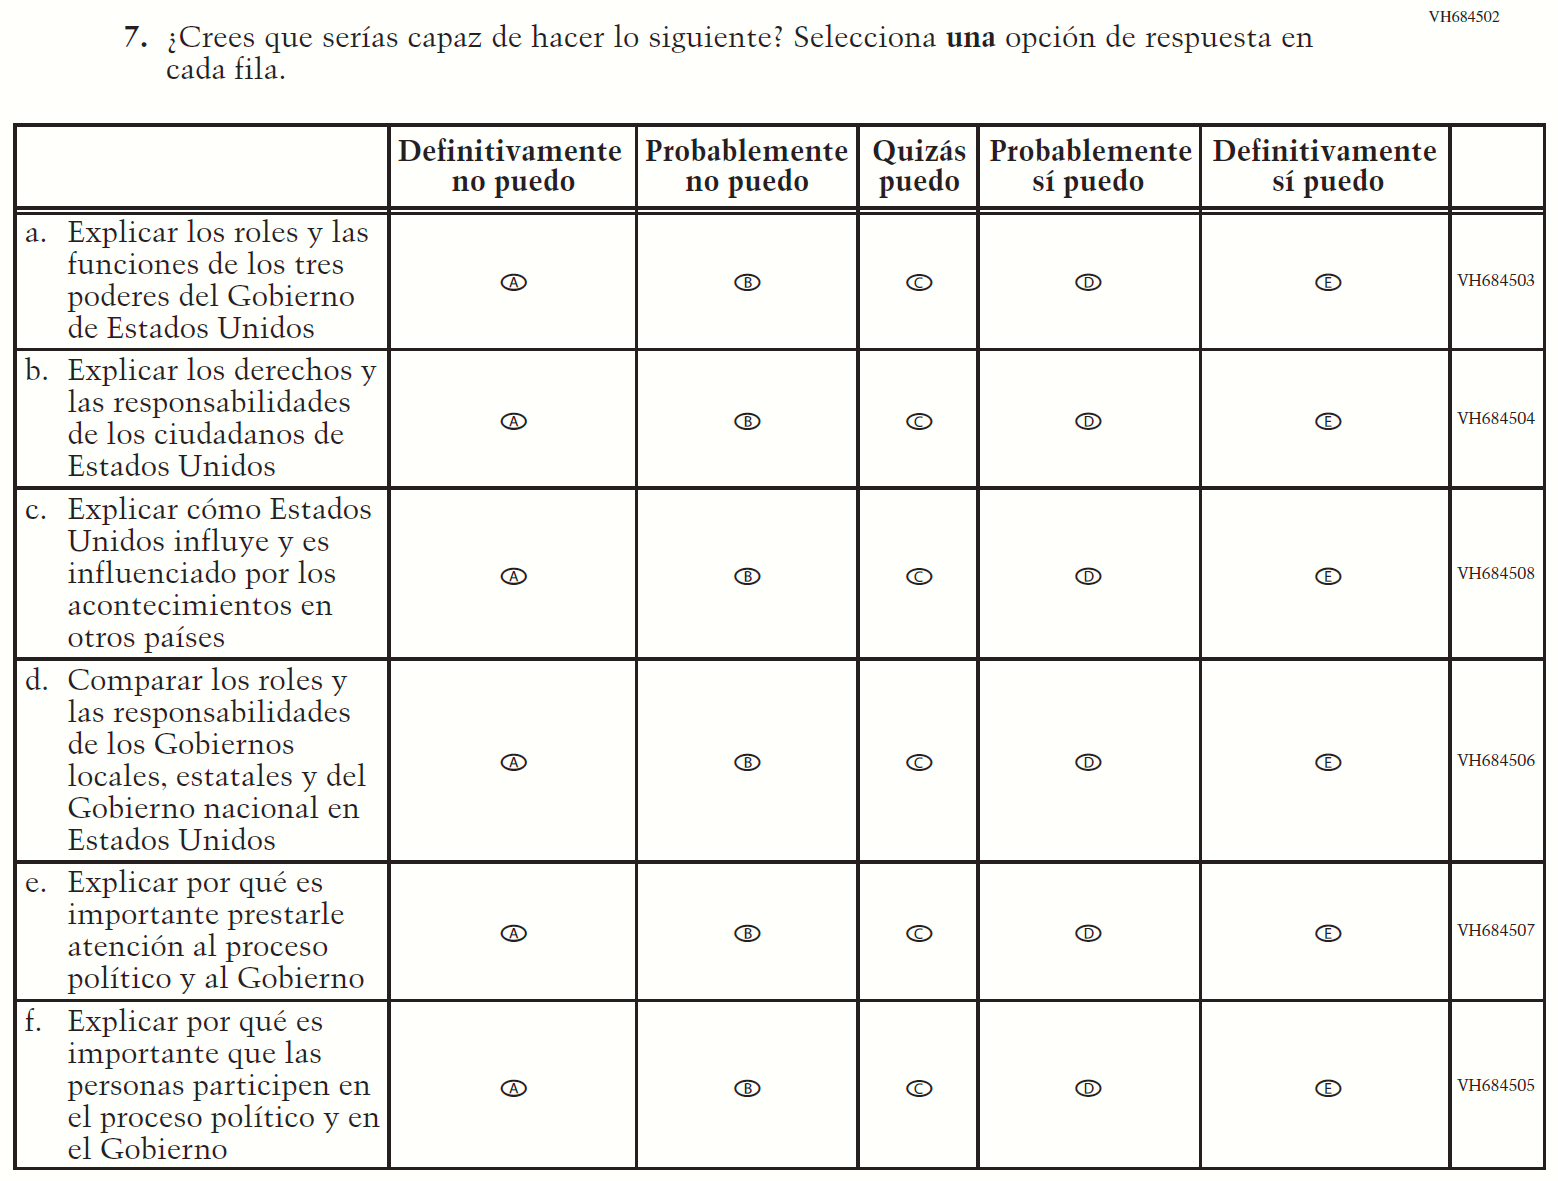 VH684502
7. ¿Crees que serías capaz de hacer lo siguiente? Selecciona una opción de respuesta en
cada fila.
Definitivamente no puedo
Probablemente no puedo
Quizás puedo
Probablemente sí puedo
Definitivamente sí puedo
a. Explicar los roles y las
funciones de los tres
poderes del Gobierno
de Estados Unidos
A B C D E VH684503
b. Explicar los derechos y
las responsabilidades
de los ciudadanos de
Estados Unidos
A B C D E VH684504
c. Explicar cómo Estados
Unidos influye y es
influenciado por los
acontecimientos en
otros países
A B C D E VH684508
d. Comparar los roles y
las responsabilidades
de los Gobiernos
locales, estatales y del
Gobierno nacional en
Estados Unidos
A B C D E VH684506
e. Explicar por qué es
importante prestarle
atención al proceso
político y al Gobierno
A B C D E VH684507
f. Explicar por qué es
importante que las
personas participen en
el proceso político y en
el Gobierno
A B C D E VH684505